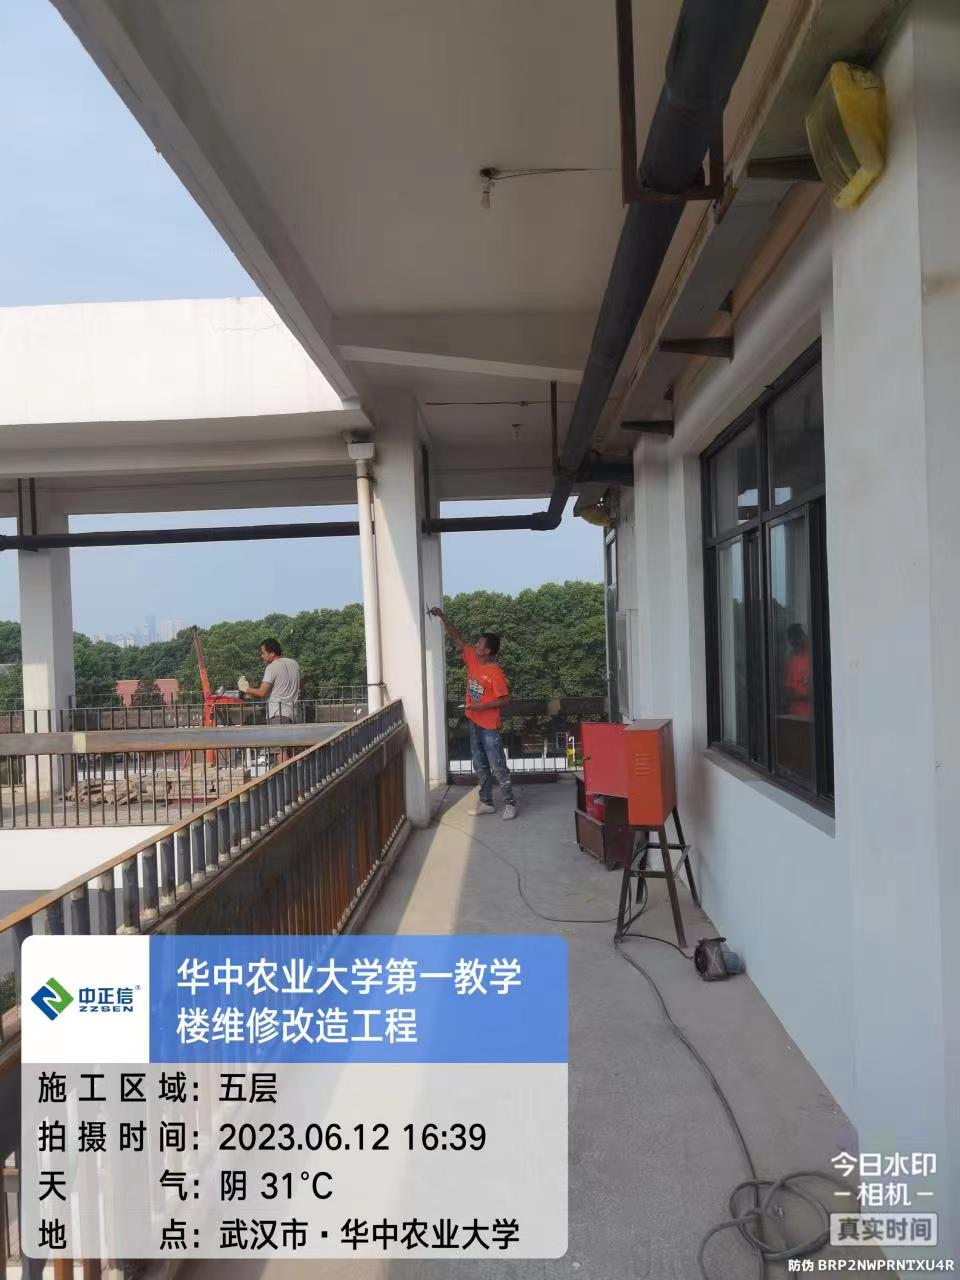 中正信®
ZZSEN
华中农业大学第一教学
楼维修改造工程
施工区域：五层
拍摄时间：2023.06.12 16:39
天气：阴 31℃
地点：武汉市·华中农业大学
今日水印
相机
真实时间
防伪 BRP2NWPRNTXU4R